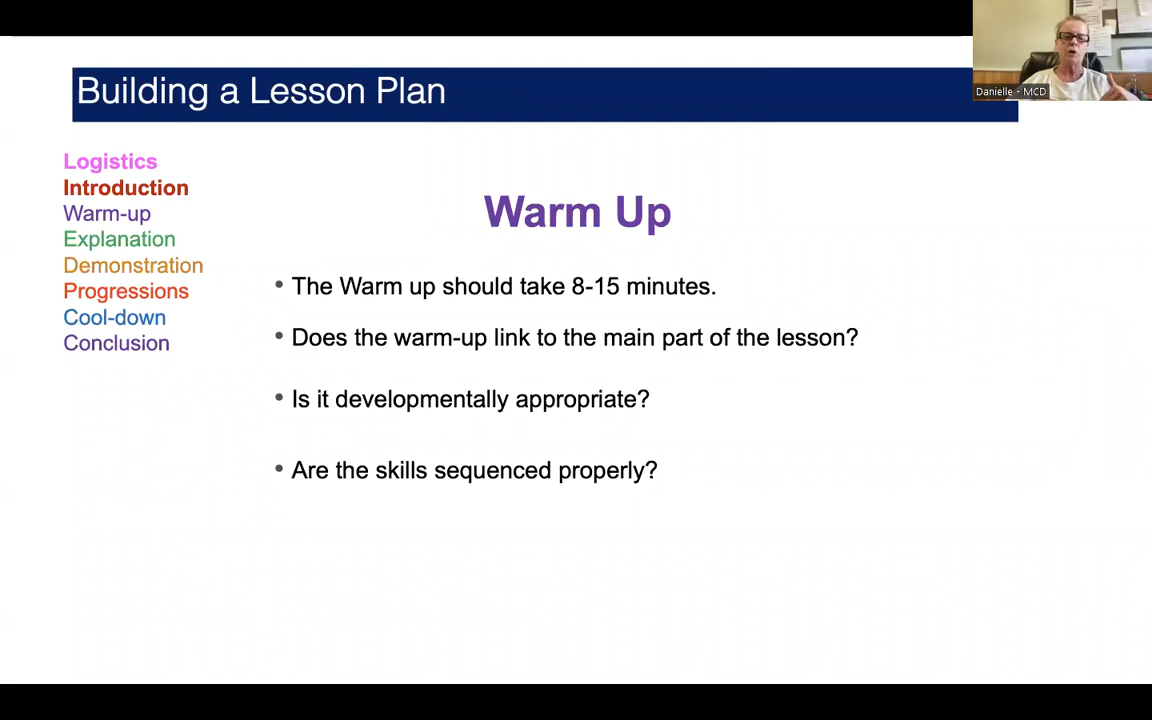 Building a Lesson Plan
Danielle - MCD
Logistics
Introduction
Warm-up
Explanation
Demonstration
Progressions
Cool-down
Conclusion
Warm Up
• The Warm up should take 8-15 minutes.
• Does the warm-up link to the main part of the lesson?
• Is it developmentally appropriate?
• Are the skills sequenced properly?